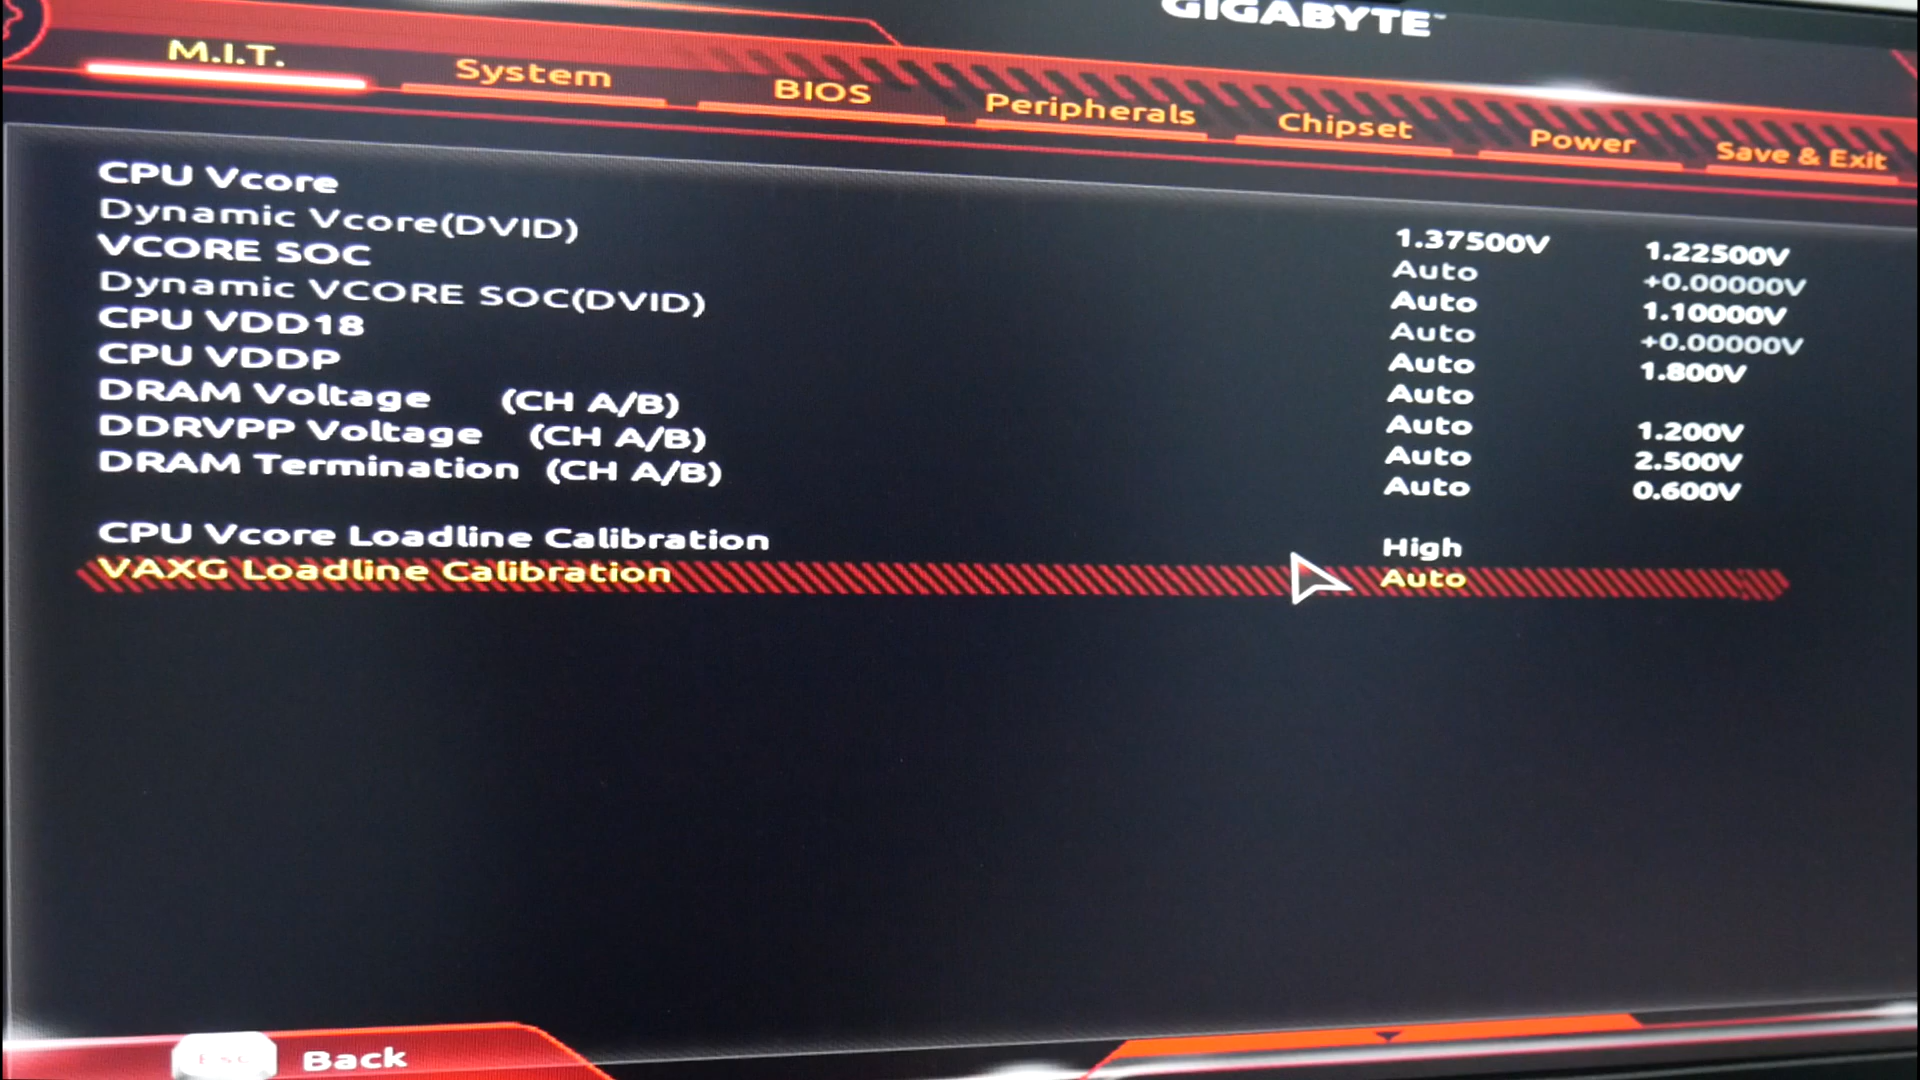 GIGABYTE™
M.I.T. System BIOS Peripherals Chipset Power Save & Exit
CPU Vcore 1.37500V 1.22500V
Dynamic Vcore(DVID) Auto +0.00000V
VCORE SOC Auto 1.10000V
Dynamic VCORE SOC(DVID) Auto +0.00000V
CPU VDD18 Auto 1.800V
CPU VDDP Auto
DRAM Voltage (CH A/B) Auto 1.200V
DDRVPP Voltage (CH A/B) Auto 2.500V
DRAM Termination (CH A/B) Auto 0.600V
CPU Vcore Loadline Calibration High
VAXG Loadline Calibration Auto
Esc Back